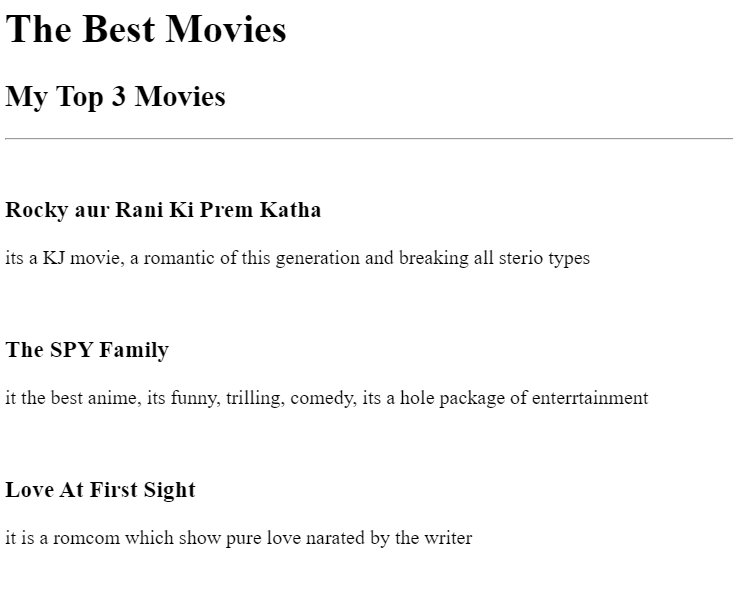 The Best Movies
My Top 3 Movies
Rocky aur Rani Ki Prem Katha
its a KJ movie, a romantic of this generation and breaking all sterio types
The SPY Family
it the best anime, its funny, trilling, comedy, its a hole package of enterrtainment
Love At First Sight
it is a romcom which show pure love narated by the writer